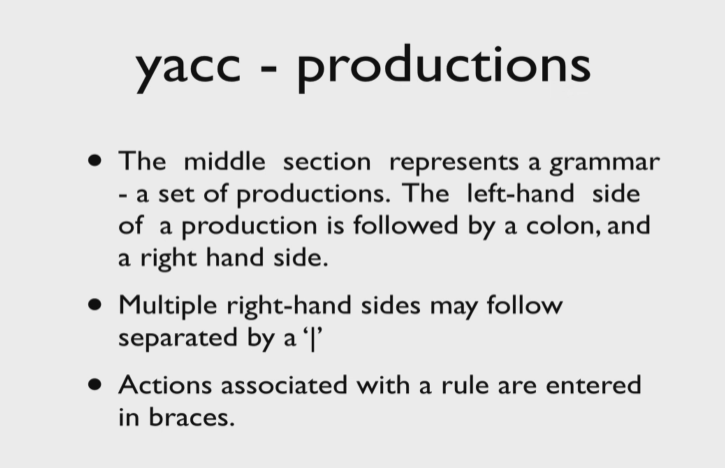 yacc - productions
• The middle section represents a grammar
- a set of productions. The left-hand side
of a production is followed by a colon, and
a right hand side.
• Multiple right-hand sides may follow
separated by a ‘|’
• Actions associated with a rule are entered
in braces.